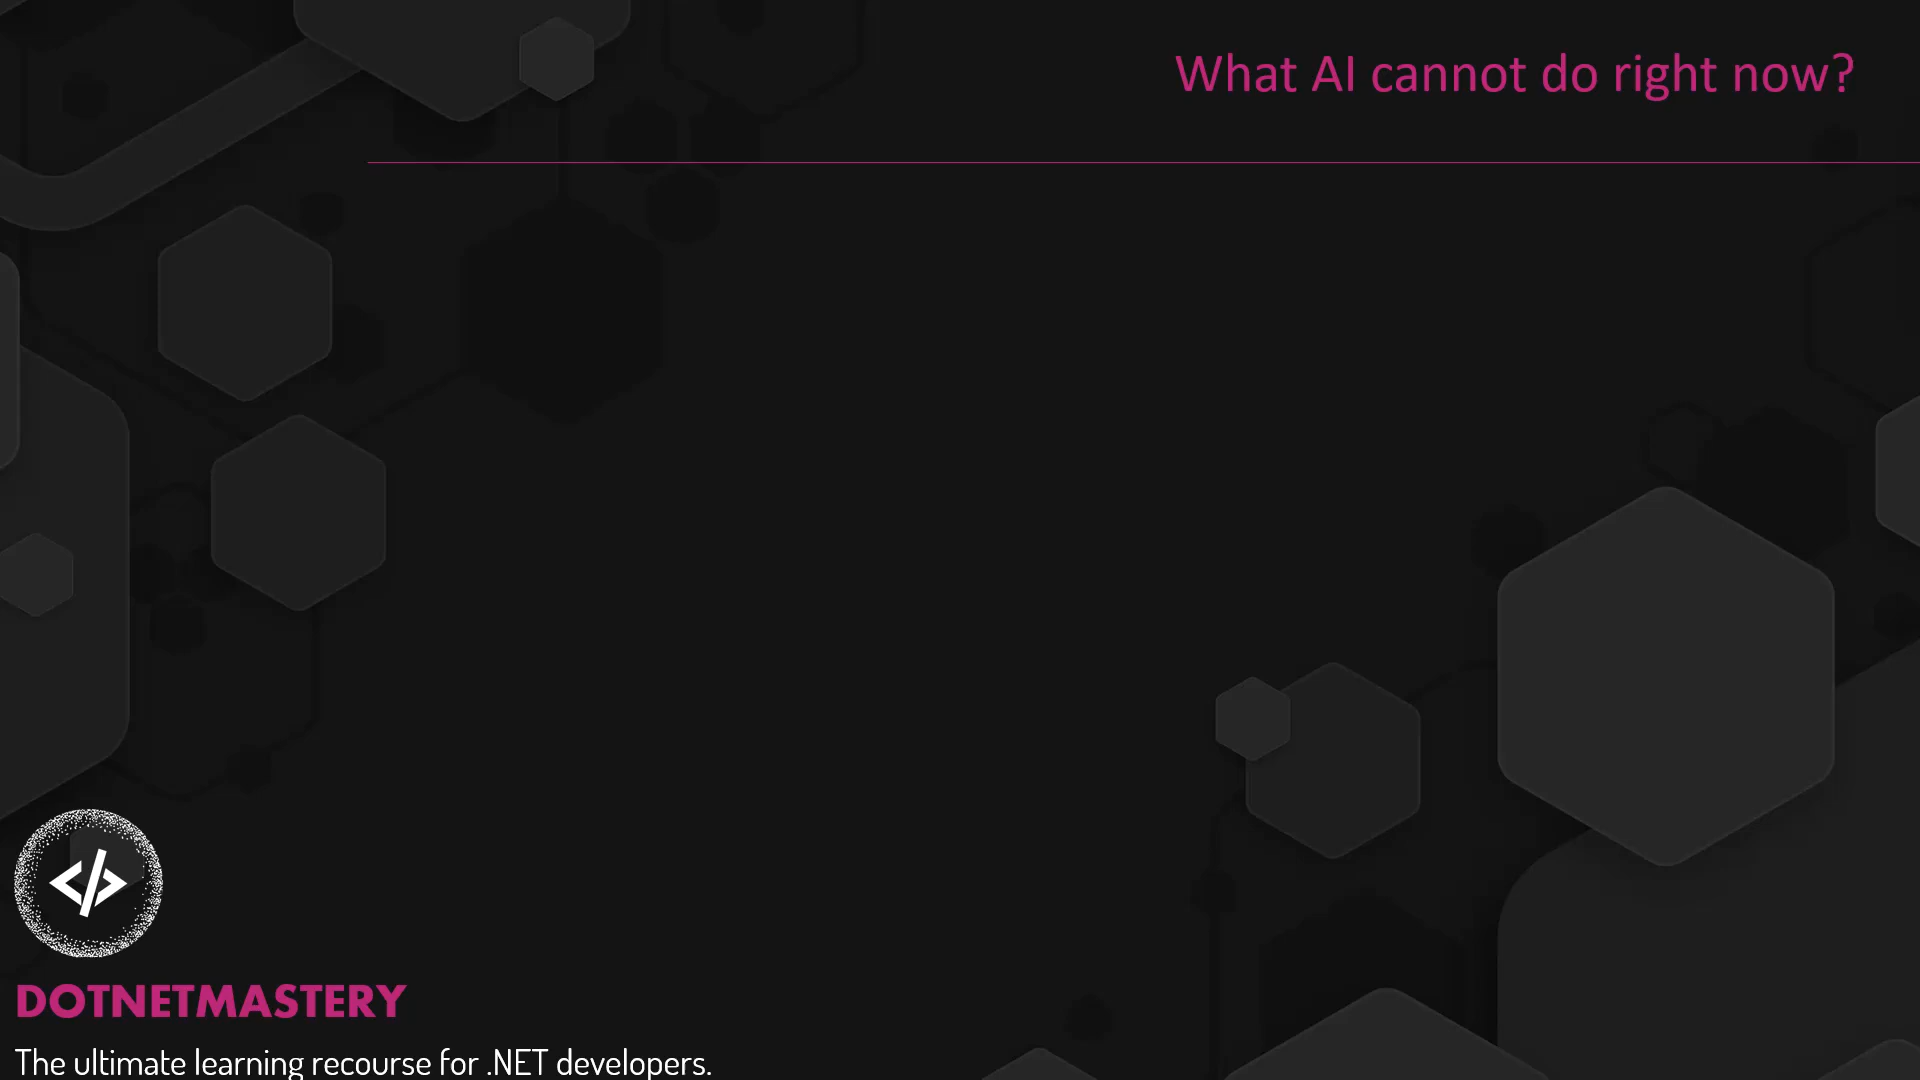 What AI cannot do right now?
</>
DOTNETMASTERY
The ultimate learning recourse for .NET developers.